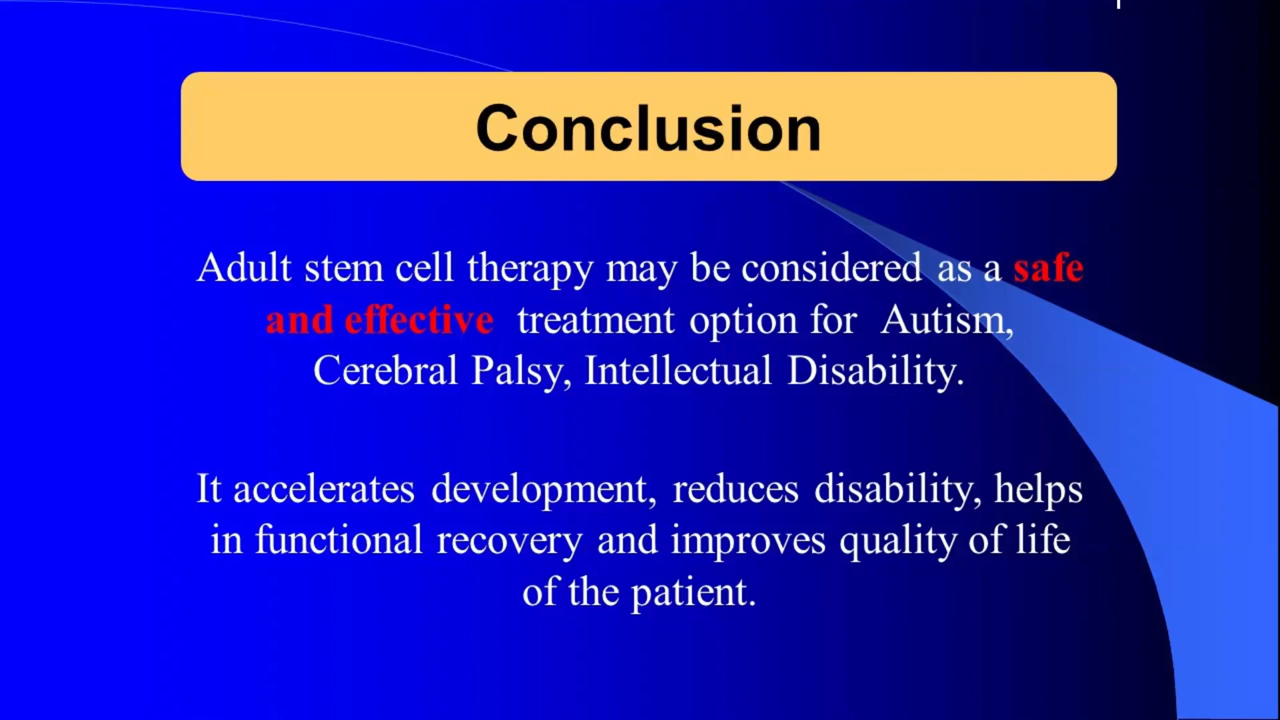 Conclusion
Adult stem cell therapy may be considered as a safe
and effective treatment option for Autism,
Cerebral Palsy, Intellectual Disability.
It accelerates development, reduces disability, helps
in functional recovery and improves quality of life
of the patient.